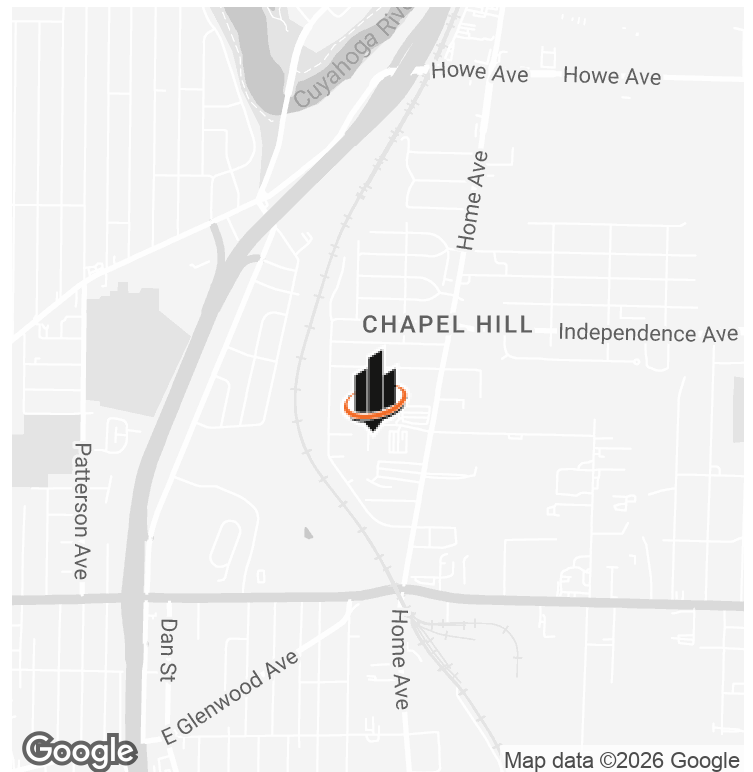 Cuyahoga Rive
Howe Ave
Howe Ave
Home Ave
CHAPEL HILL
Independence Ave
Patterson Ave
Dan St
Home Ave
E Glenwood Ave
Google
Map data ©2026 Google